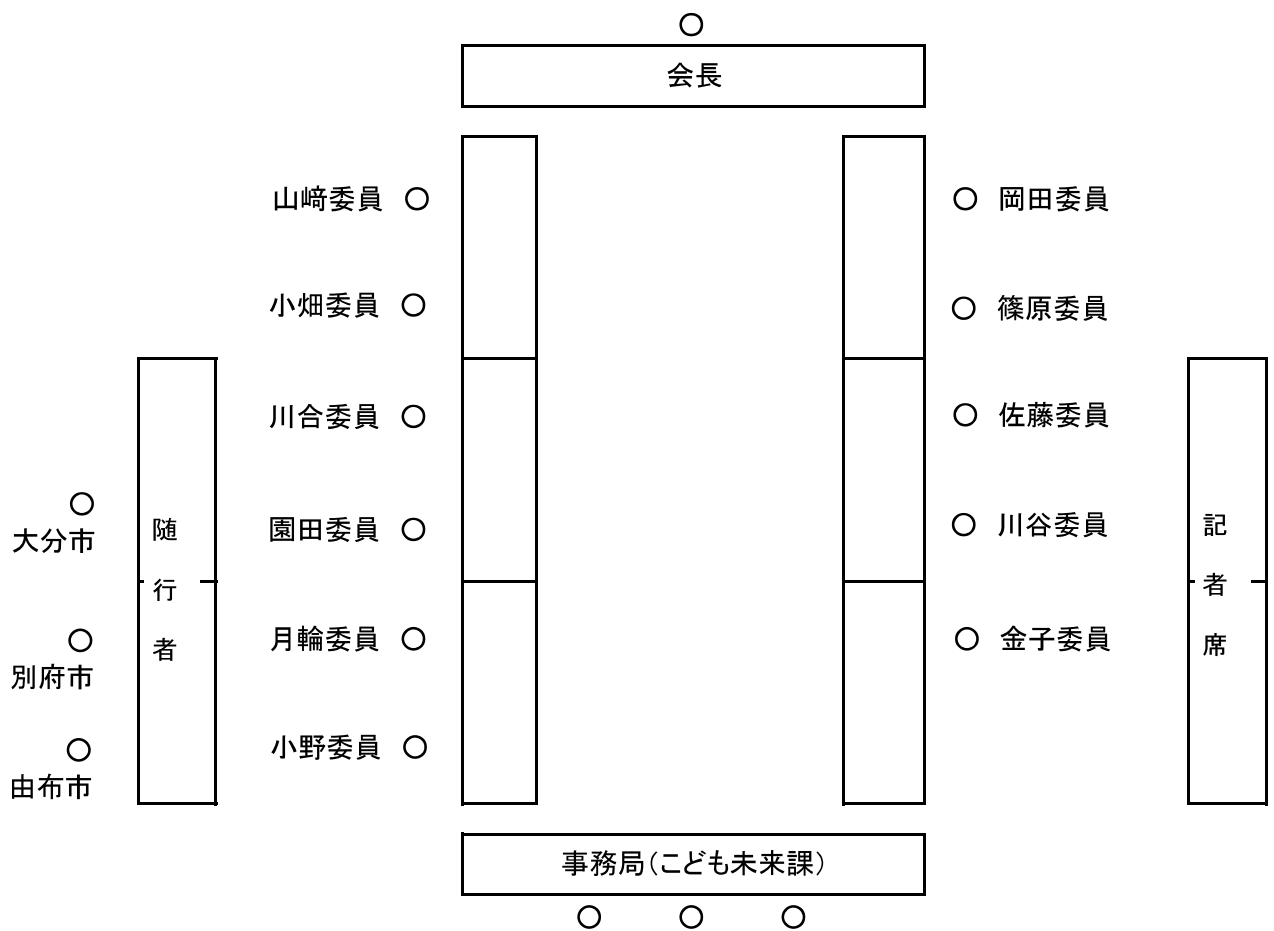 会長
山﨑委員
岡田委員
小畑委員
篠原委員
川合委員
佐藤委員
園田委員
川谷委員
月輪委員
金子委員
小野委員
随行者
大分市
別府市
由布市
記者席
事務局(こども未来課)